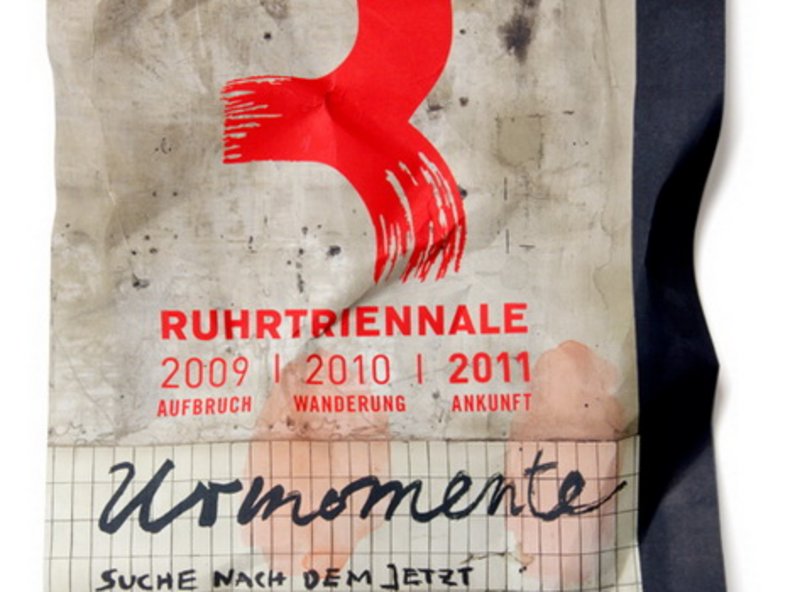 RUHRTRIENNALE
2009 | 2010 | 2011
AUFBRUCH WANDERUNG ANKUNFT
Urmomente
SUCHE NACH DEM JETZT